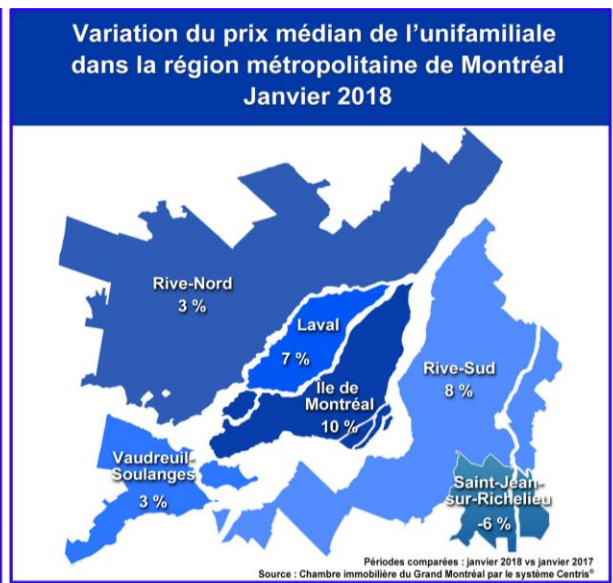 Variation du prix médian de l'unifamiliale
dans la région métropolitaine de Montréal
Janvier 2018
Rive-Nord
3 %
Laval
7 %
Île de
Montréal
10 %
Rive-Sud
8 %
Vaudreuil-
Soulanges
3 %
Saint-Jean-
sur-Richelieu
-6 %
Périodes comparées : janvier 2018 vs janvier 2017
Source : Chambre immobilière du Grand Montréal par le système Centris®